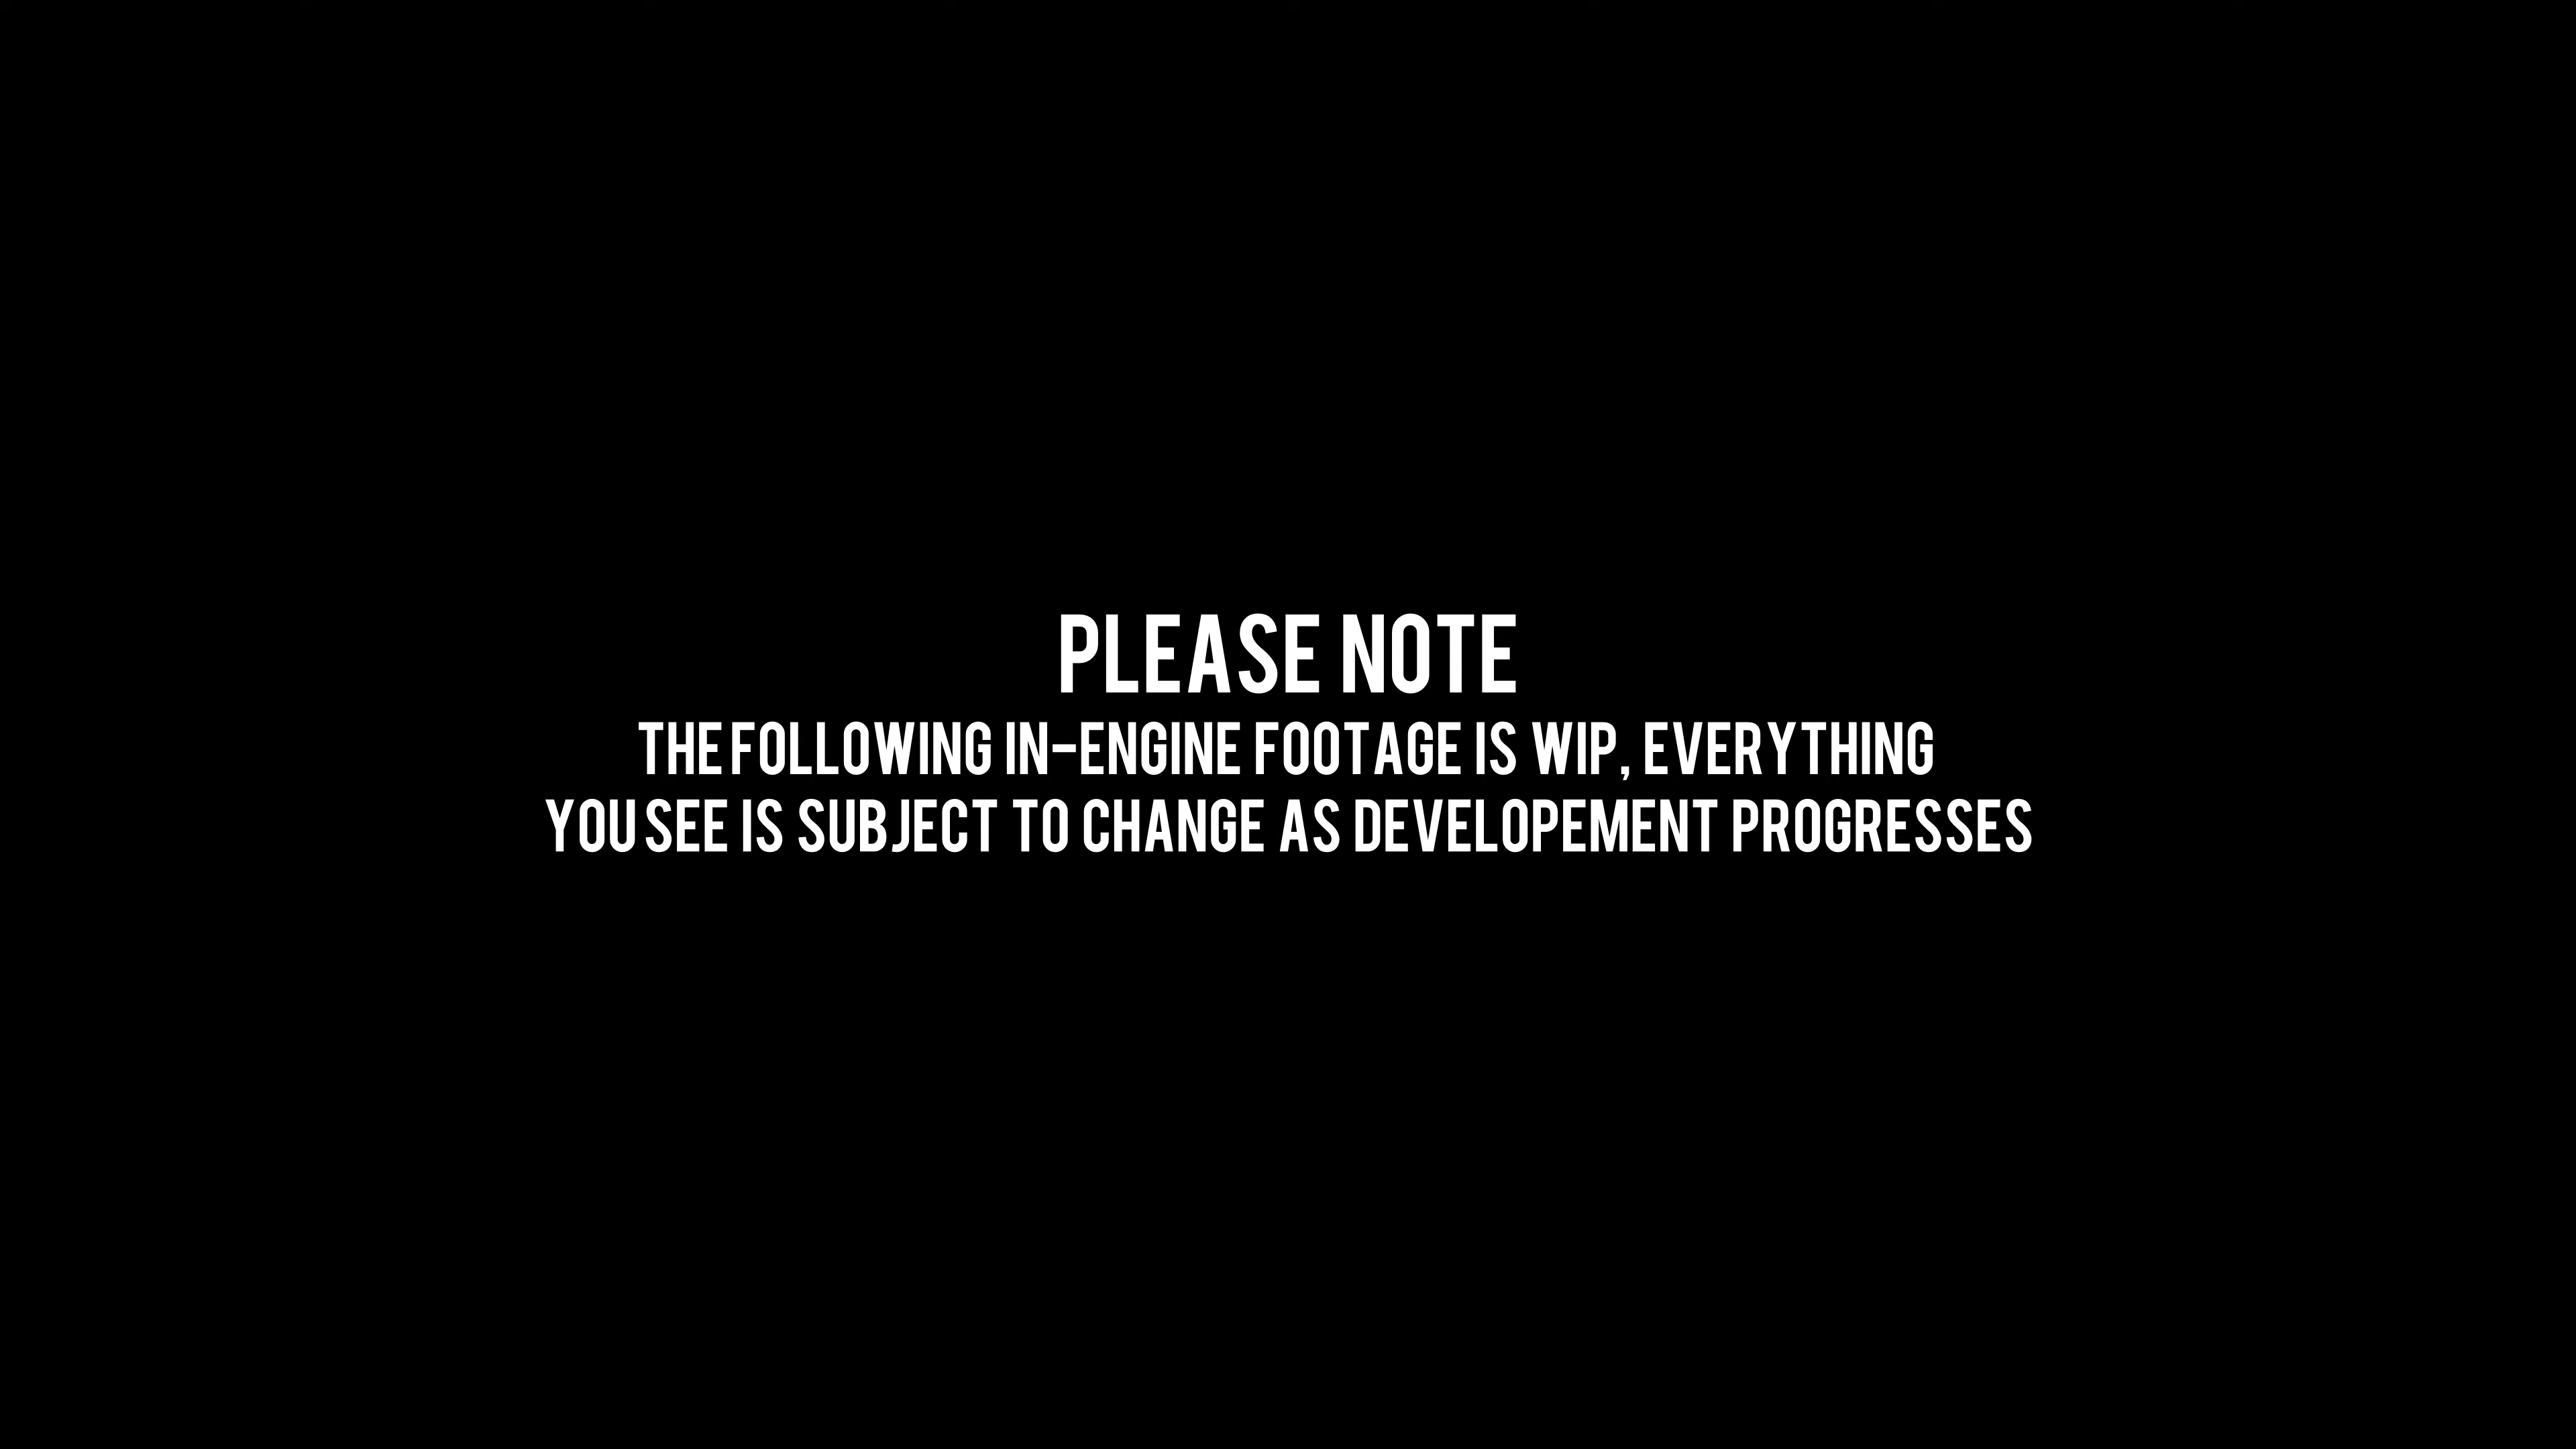 PLEASE NOTE
THE FOLLOWING IN-ENGINE FOOTAGE IS WIP, EVERYTHING
YOU SEE IS SUBJECT TO CHANGE AS DEVELOPEMENT PROGRESSES